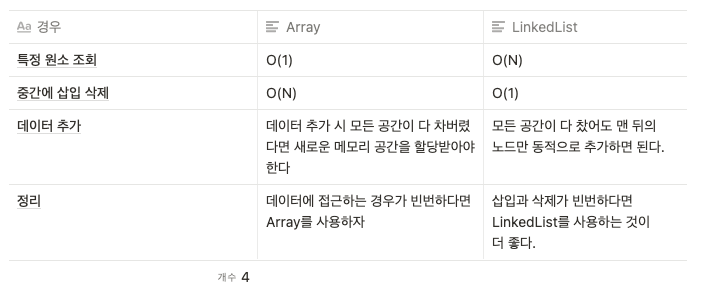 Aa 경우 Array LinkedList
특정 원소 조회 O(1) O(N)
중간에 삽입 삭제 O(N) O(1)
데이터 추가
데이터 추가 시 모든 공간이 다 차버렸
다면 새로운 메모리 공간을 할당받아야
한다
모든 공간이 다 찼어도 맨 뒤의
노드만 동적으로 추가하면 된다.
정리
데이터에 접근하는 경우가 빈번하다면
Array를 사용하자
삽입과 삭제가 빈번하다면
LinkedList를 사용하는 것이
더 좋다.
개수 4